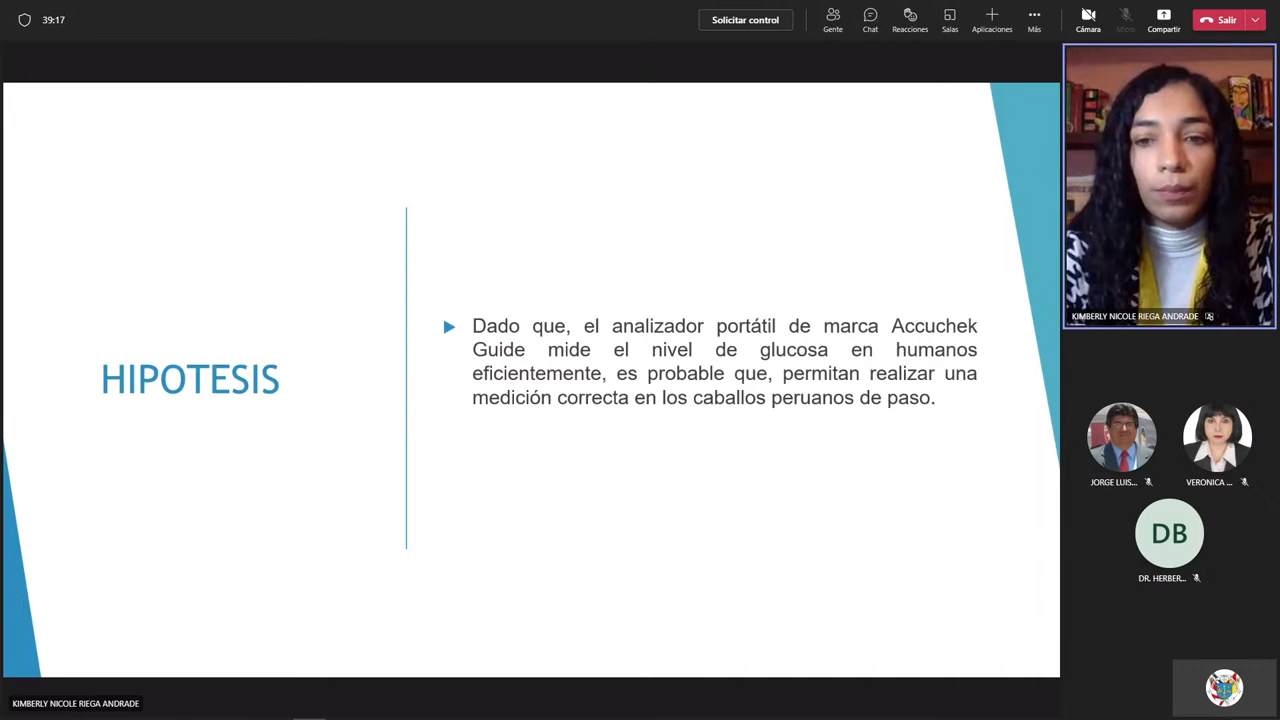 39:17
Solicitar control
Gente
Chat
Reacciones
Salas
Aplicaciones
Más
Cámara
Micro
Compartir
Salir
HIPOTESIS
Dado que, el analizador portátil de marca Accuchek
Guide mide el nivel de glucosa en humanos
eficientemente, es probable que, permitan realizar una
medición correcta en los caballos peruanos de paso.
KIMBERLY NICOLE RIEGA ANDRADE
JORGE LUIS...
VERONICA ...
DB
DR. HERBER...
KIMBERLY NICOLE RIEGA ANDRADE